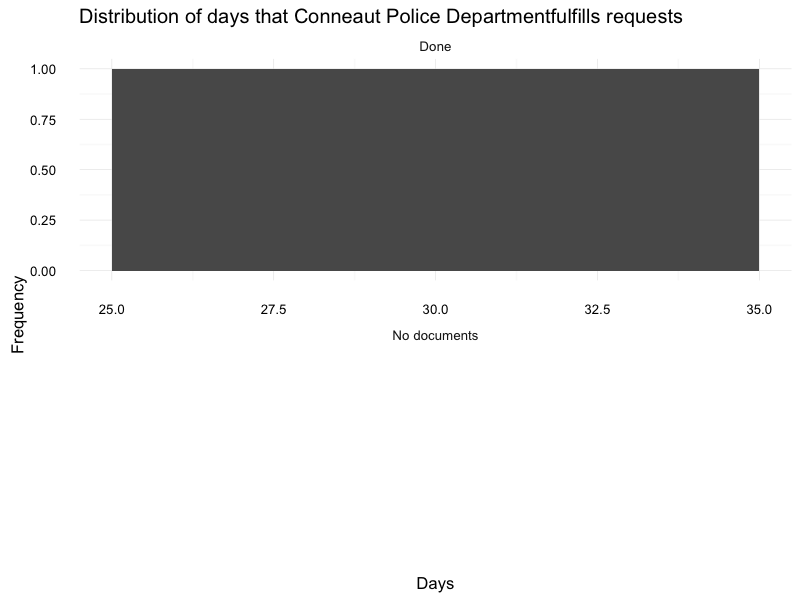 Distribution of days that Conneaut Police Departmentfulfills requests
Done
1.00
0.75
0.50
0.25
0.00
Frequency
25.0 27.5 30.0 32.5 35.0
No documents
Days